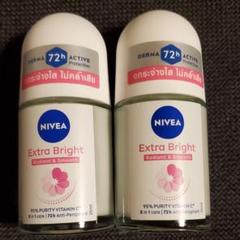 DERMA 72h ACTIVE
Protection
จุกระจ่างใส ไม่คล้ำเสีย
NIVEA
Extra Bright
Radiant & Smooth
95% PURITY VITAMIN C*
72h Anti-Perspirant
DERMA 72h ACTIVE
Protection
จุกระจ่างใส ไม่คล้ำเสีย
NIVEA
Extra Bright
Radiant & Smooth
95% PURITY VITAMIN C*
72h Anti-Perspirant